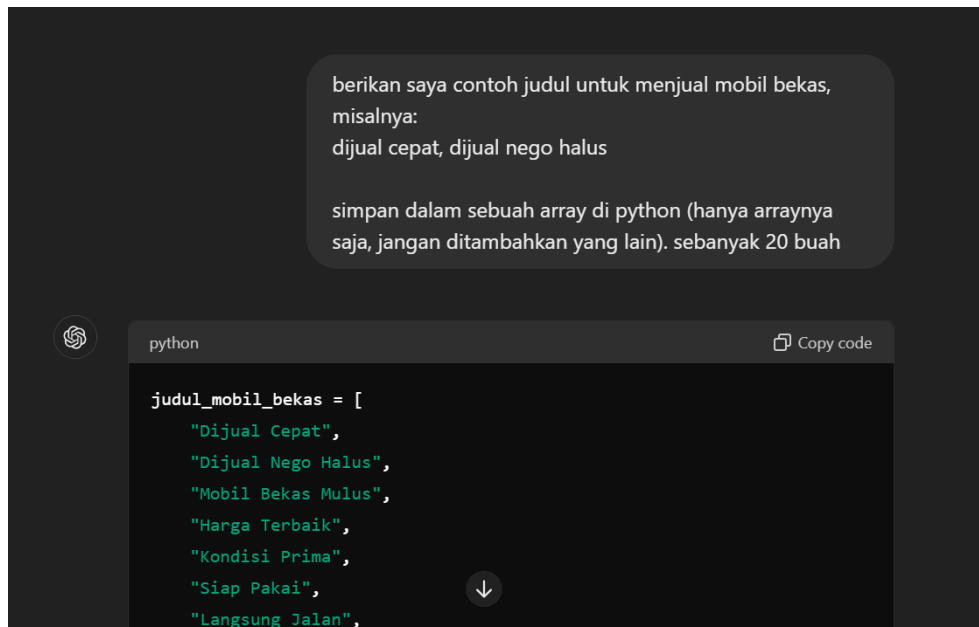 berikan saya contoh judul untuk menjual mobil bekas,
misalnya:
dijual cepat, dijual nego halus
simpan dalam sebuah array di python (hanya arraynya
saja, jangan ditambahkan yang lain). sebanyak 20 buah
python
Copy code
judul_mobil_bekas = [
"Dijual Cepat",
"Dijual Nego Halus",
"Mobil Bekas Mulus",
"Harga Terbaik",
"Kondisi Prima",
"Siap Pakai",
"Langsung Jalan",